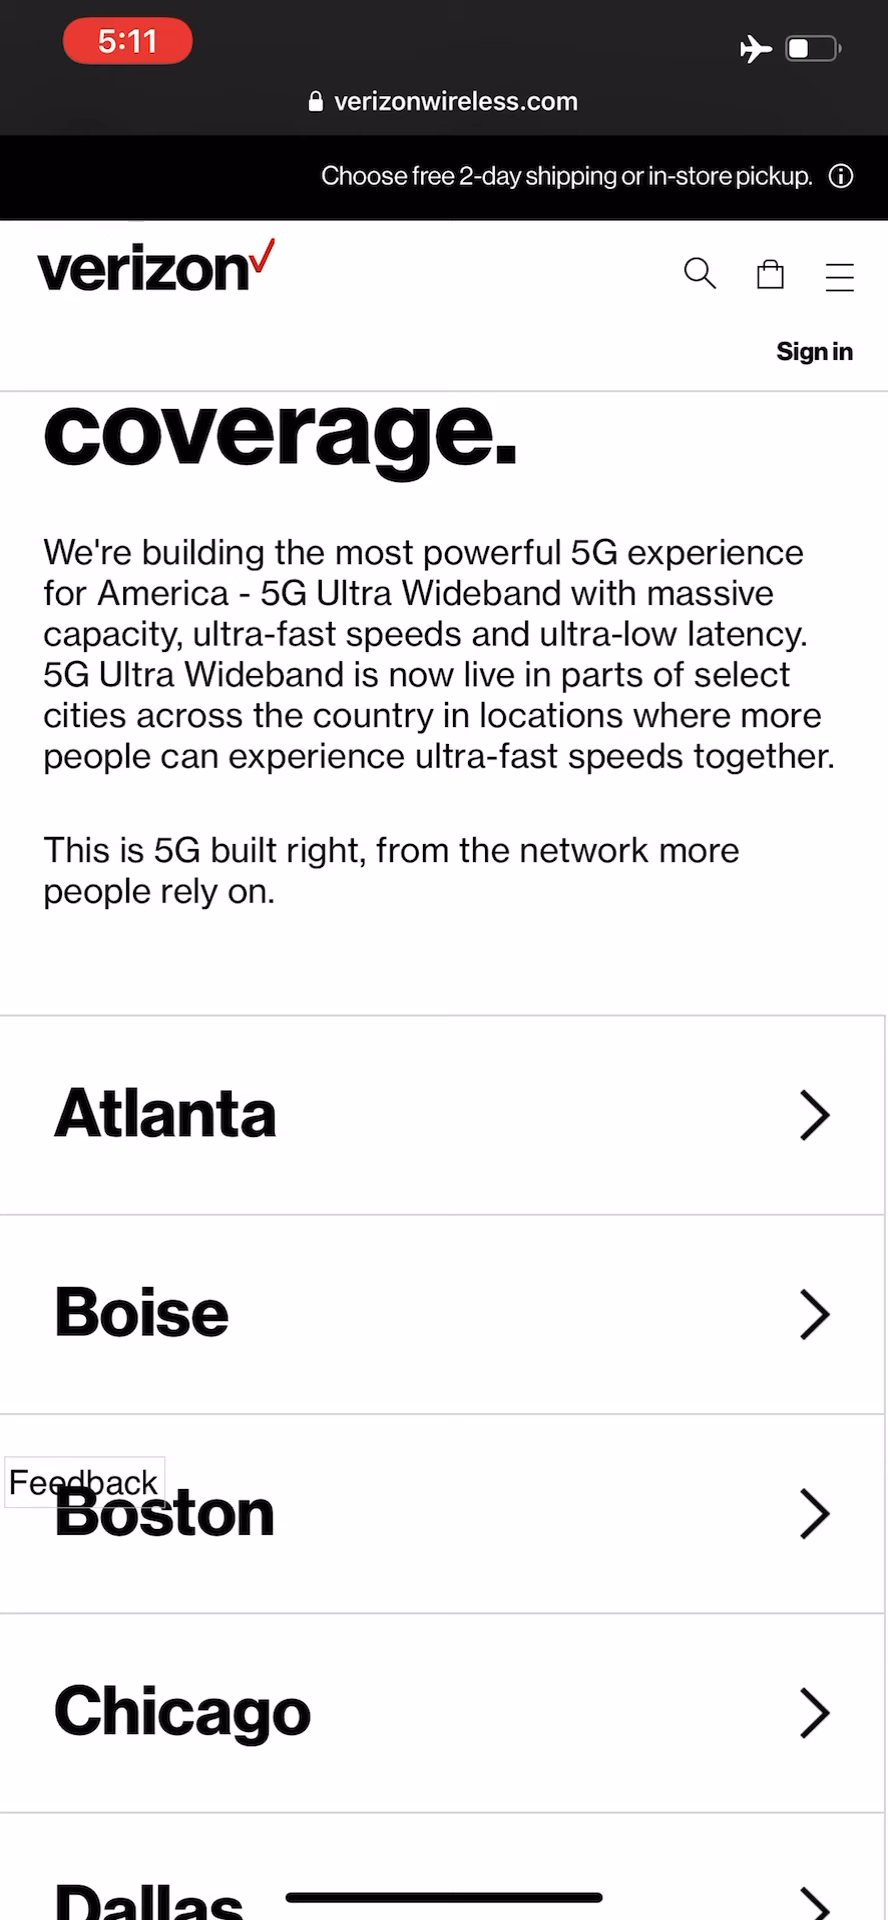 5:11
verizonwireless.com
Choose free 2-day shipping or in-store pickup.
verizon
Sign in
coverage.
We're building the most powerful 5G experience
for America - 5G Ultra Wideband with massive
capacity, ultra-fast speeds and ultra-low latency.
5G Ultra Wideband is now live in parts of select
cities across the country in locations where more
people can experience ultra-fast speeds together.
This is 5G built right, from the network more
people rely on.
Atlanta
Boise
Feedback
Boston
Chicago
Dallas